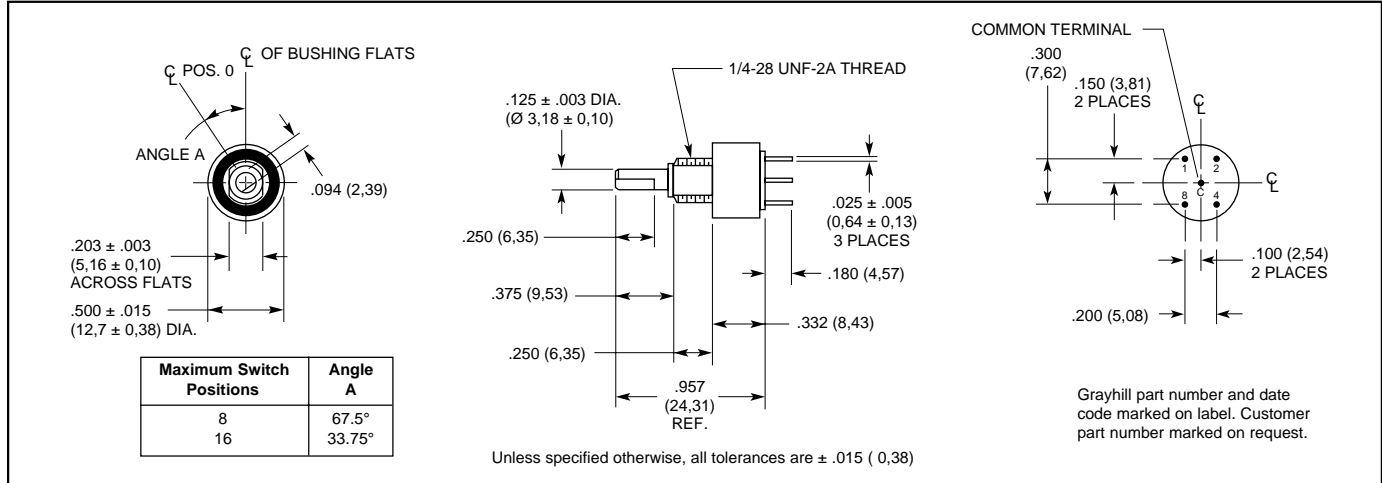 ℄ OF BUSHING FLATS
℄ POS. 0
ANGLE A
.094 (2,39)
.203 ± .003
(5,16 ± 0,10)
ACROSS FLATS
.500 ± .015
(12,7 ± 0,38) DIA.
Maximum Switch Positions
Angle A
8 67.5°
16 33.75°
1/4-28 UNF-2A THREAD
.125 ± .003 DIA.
(Ø 3,18 ± 0,10)
.025 ± .005
(0,64 ± 0,13)
3 PLACES
.250 (6,35)
.180 (4,57)
.375 (9,53)
.332 (8,43)
.250 (6,35)
.957
(24,31)
REF.
Unless specified otherwise, all tolerances are ± .015 ( 0,38)
COMMON TERMINAL
.300
(7,62)
.150 (3,81)
2 PLACES
℄
1 2
C
℄
8 4
.100 (2,54)
2 PLACES
.200 (5,08)
Grayhill part number and date
code marked on label. Customer
part number marked on request.